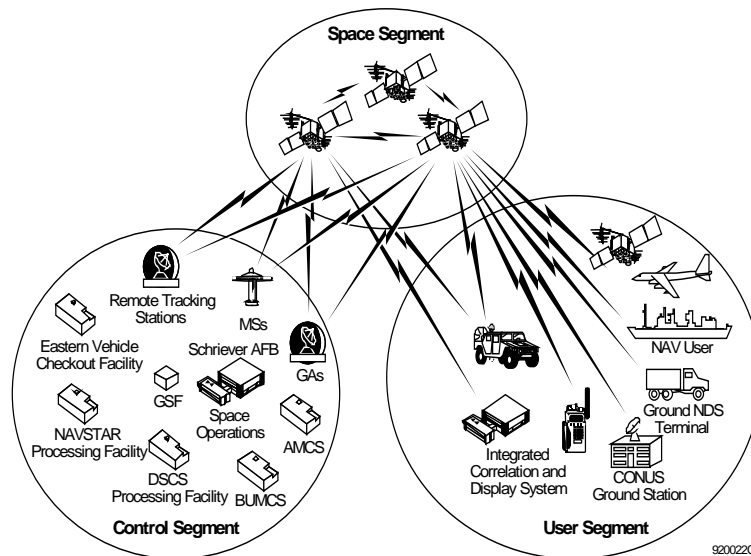 Space Segment
Remote Tracking
Stations
MSs
Eastern Vehicle
Checkout Facility
Schriever AFB
GAs
GSF
Space
Operations
NAVSTAR
Processing Facility
AMCS
DSCS
Processing Facility
BUMCS
Control Segment
NAV User
Ground NDS
Terminal
Integrated
Correlation and
Display System
CONUS
Ground Station
User Segment